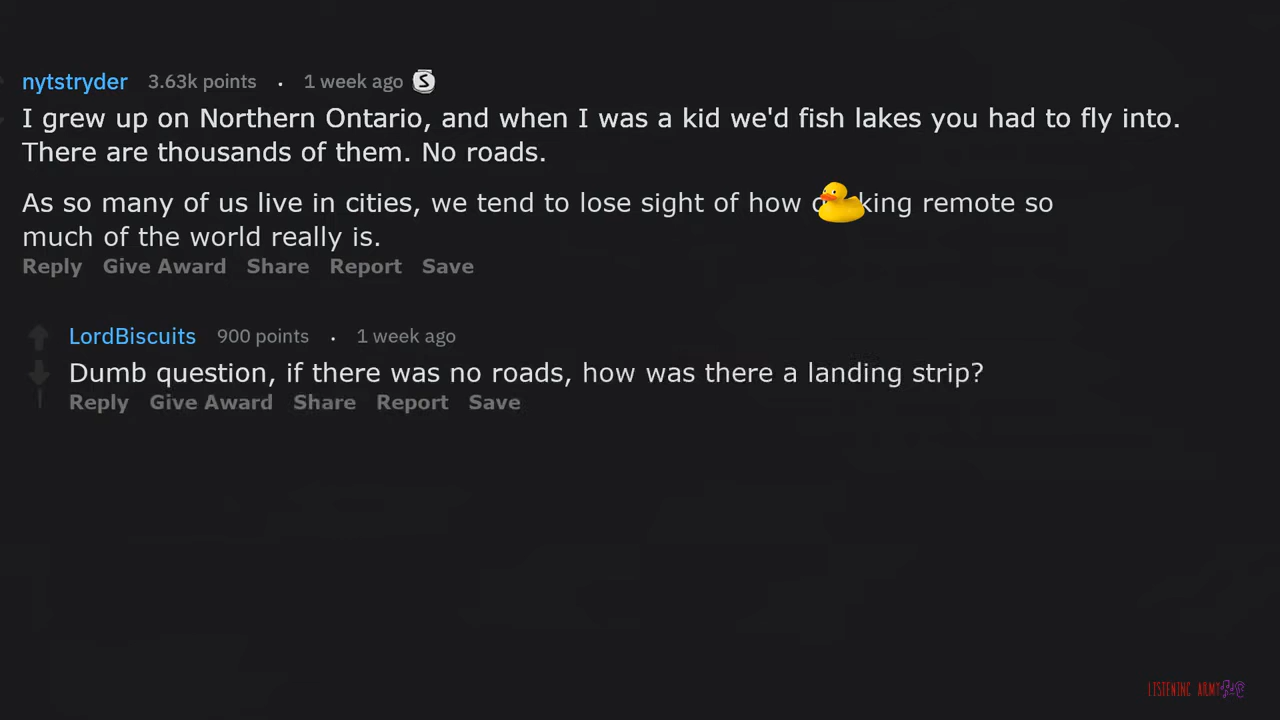 nytstryder 3.63k points . 1 week ago S
I grew up on Northern Ontario, and when I was a kid we'd fish lakes you had to fly into.
There are thousands of them. No roads.
As so many of us live in cities, we tend to lose sight of how king remote so
much of the world really is.
Reply Give Award Share Report Save
LordBiscuits 900 points . 1 week ago
Dumb question, if there was no roads, how was there a landing strip?
Reply Give Award Share Report Save
LISTENING ARMY